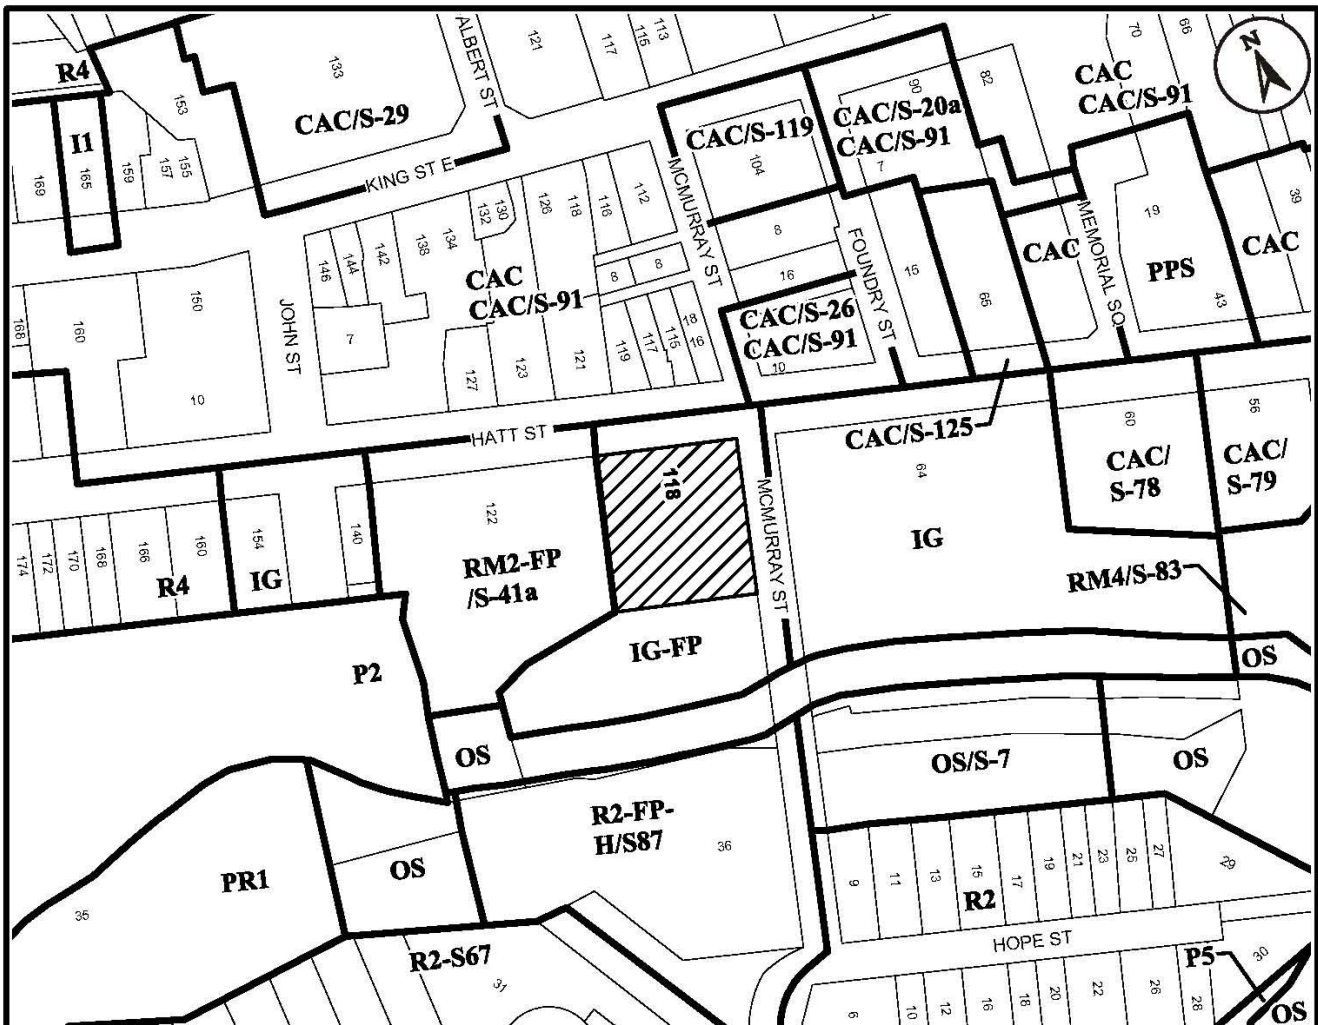 N
R4
I1
133
CAC/S-29
ALBERT ST
121
117
115
113
70
66
CAC
CAC/S-91
153
159
157
155
169
165
KING ST E
MCMURRAY ST
CAC/S-119
104
CAC/S-20a
CAC/S-91
90
7
82
MEMORIAL SQ
19
PPS
43
39
CAC
CAC
132
130
126
118
116
112
146
144
142
138
134
CAC
CAC/S-91
8
8
8
16
FOUNDRY ST
15
65
150
160
168
10
JOHN ST
7
127
123
121
119
117
115
18
16
CAC/S-26
CAC/S-91
10
HATT ST
CAC/S-125
60
CAC/
S-78
56
CAC/
S-79
174
172
170
168
166
160
R4
154
IG
140
122
RM2-FP
/S-41a
118
MCMURRAY ST
64
IG
RM4/S-83
IG-FP
P2
OS
OS
OS/S-7
OS
R2-FP-
H/S87
36
PR1
OS
35
R2-S67
31
9
11
13
15
17
19
21
23
25
27
29
R2
HOPE ST
6
10
12
16
18
20
22
26
28
30
P5
OS